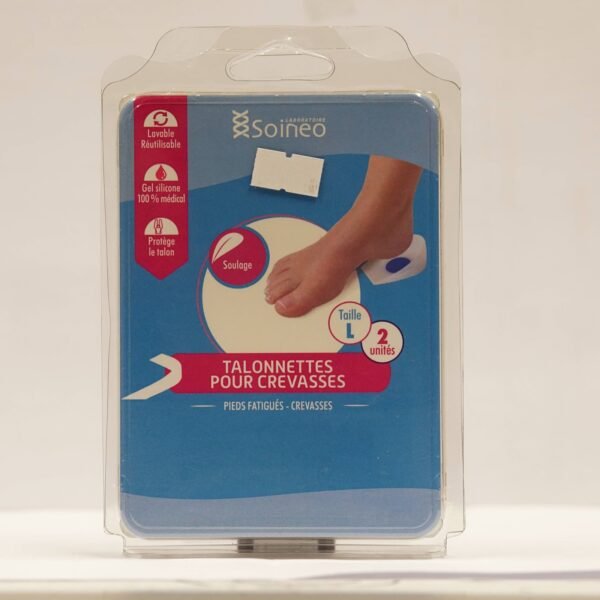 LABORATOIRE
Soineo
Lavable
Réutilisable
Gel silicone
100 % médical
Protège
le talon
Soulage
Taille
L
2
unités
TALONNETTES
POUR CREVASSES
PIEDS FATIGUÉS - CREVASSES